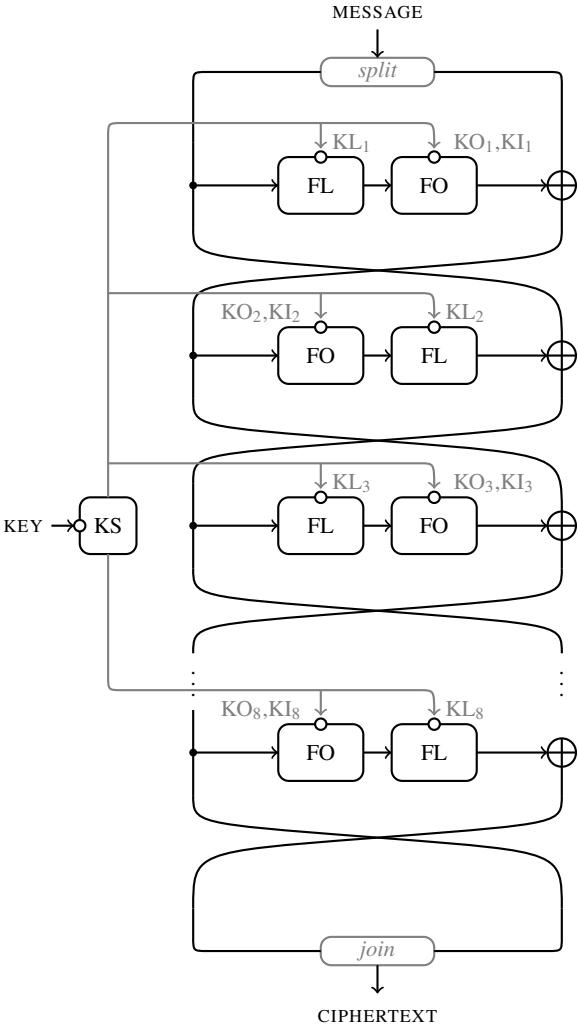 MESSAGE
split
KL₁ KO₁,KI₁
FL FO
KO₂,KI₂ KL₂
FO FL
KL₃ KO₃,KI₃
KEY KS FL FO
KO₈,KI₈ KL₈
FO FL
join
CIPHERTEXT